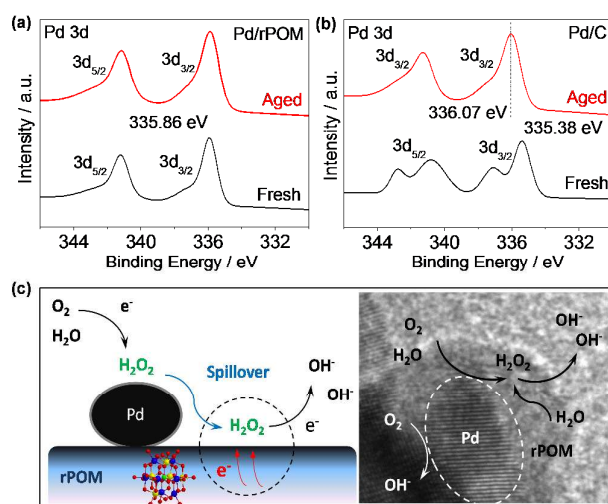 (a)
Pd 3d
Pd/rPOM
3d5/2
3d3/2
Aged
335.86 eV
3d5/2
3d3/2
Fresh
Intensity / a.u.
344
340
336
332
Binding Energy / eV
(b)
Pd 3d
Pd/C
3d3/2
3d3/2
Aged
336.07 eV
335.38 eV
3d5/2
3d3/2
Fresh
Intensity / a.u.
344
340
336
332
Binding Energy / eV
(c)
O2
e-
H2O
H2O2
Spillover
OH-
OH-
Pd
H2O2
e-
e-
rPOM
O2
H2O
H2O2
OH-
OH-
O2
H2O
Pd
rPOM
OH-